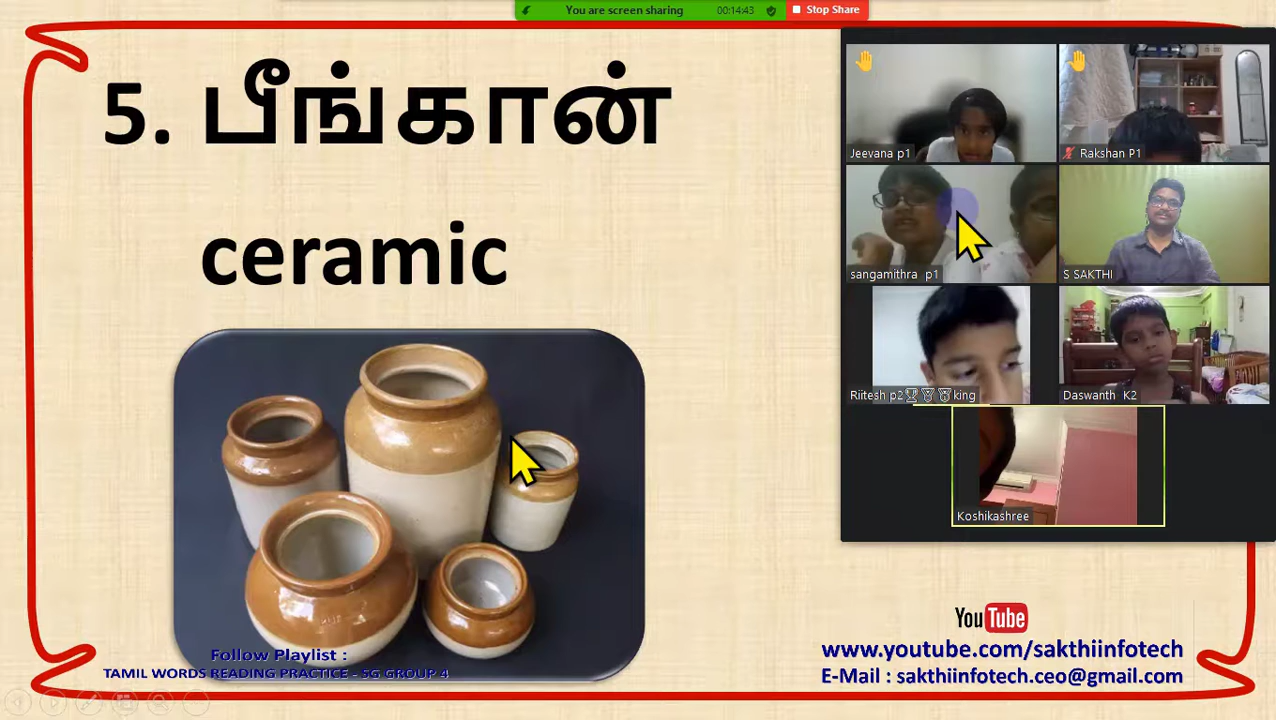 You are screen sharing
00:14:43
Stop Share
5. பீங்கான்
ceramic
Jeevana p1
Rakshan P1
sangamithra p1
S SAKTHI
Riitesh p2🏆🏅🏅king
Daswanth K2
Koshikashree
Follow Playlist :
TAMIL WORDS READING PRACTICE - SG GROUP 4
YouTube
www.youtube.com/sakthiinfotech
E-Mail : sakthiinfotech.ceo@gmail.com